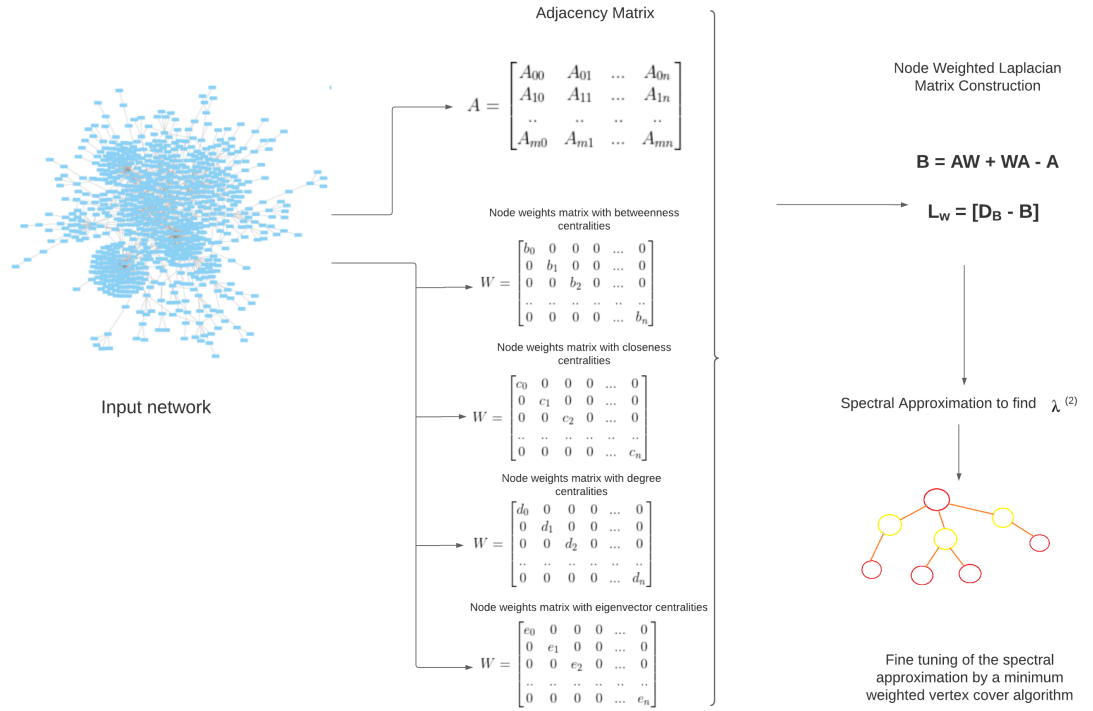 Adjacency Matrix
A = [A₀₀ A₀₁ ... A₀ₙ
A₁₀ A₁₁ ... A₁ₙ
.. .. .. ..
Aₘ₀ Aₘ₁ ... Aₘₙ]
Input network
Node weights matrix with betweenness
centralities
W = [b₀ 0 0 0 ... 0
0 b₁ 0 0 ... 0
0 0 b₂ 0 ... 0
.. .. .. .. .. ..
0 0 0 0 ... bₙ]
Node weights matrix with closeness
centralities
W = [c₀ 0 0 0 ... 0
0 c₁ 0 0 ... 0
0 0 c₂ 0 ... 0
.. .. .. .. .. ..
0 0 0 0 ... cₙ]
Node weights matrix with degree
centralities
W = [d₀ 0 0 0 ... 0
0 d₁ 0 0 ... 0
0 0 d₂ 0 ... 0
.. .. .. .. .. ..
0 0 0 0 ... dₙ]
Node weights matrix with eigenvector centralities
W = [e₀ 0 0 0 ... 0
0 e₁ 0 0 ... 0
0 0 e₂ 0 ... 0
.. .. .. .. .. ..
0 0 0 0 ... eₙ]
Node Weighted Laplacian
Matrix Construction
B = AW + WA - A
L_w = [D_B - B]
Spectral Approximation to find λ ⁽²⁾
Fine tuning of the spectral
approximation by a minimum
weighted vertex cover algorithm